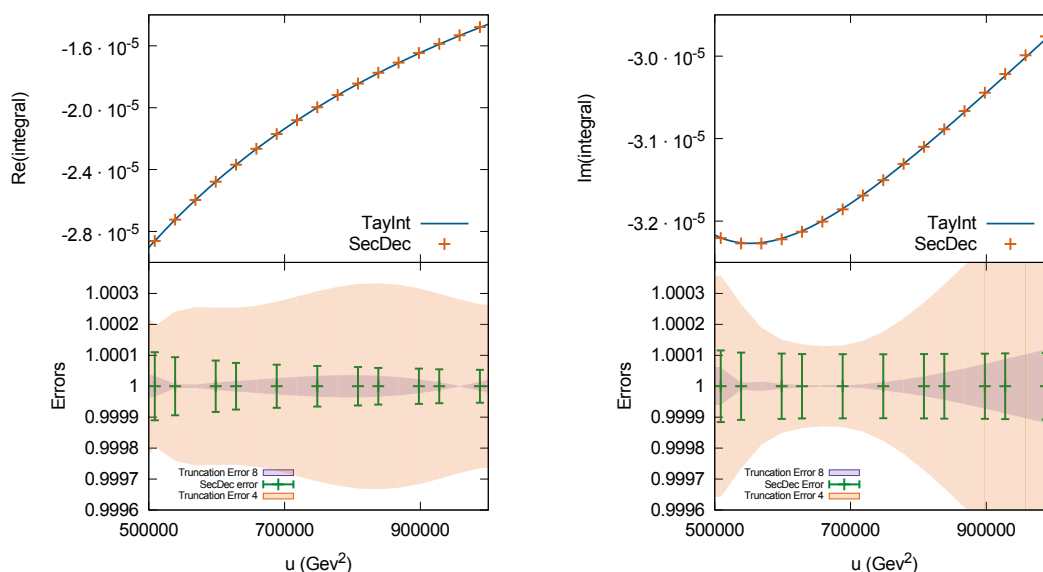 Re(integral)
-1.6 · 10⁻⁵
-2.0 · 10⁻⁵
-2.4 · 10⁻⁵
-2.8 · 10⁻⁵
TayInt
SecDec
Errors
1.0003
1.0002
1.0001
1
0.9999
0.9998
0.9997
0.9996
Truncation Error 8
SecDec error
Truncation Error 4
500000
700000
900000
u (Gev²)
Im(integral)
-3.0 · 10⁻⁵
-3.1 · 10⁻⁵
-3.2 · 10⁻⁵
TayInt
SecDec
Errors
1.0003
1.0002
1.0001
1
0.9999
0.9998
0.9997
0.9996
Truncation Error 8
SecDec Error
Truncation Error 4
500000
700000
900000
u (Gev²)